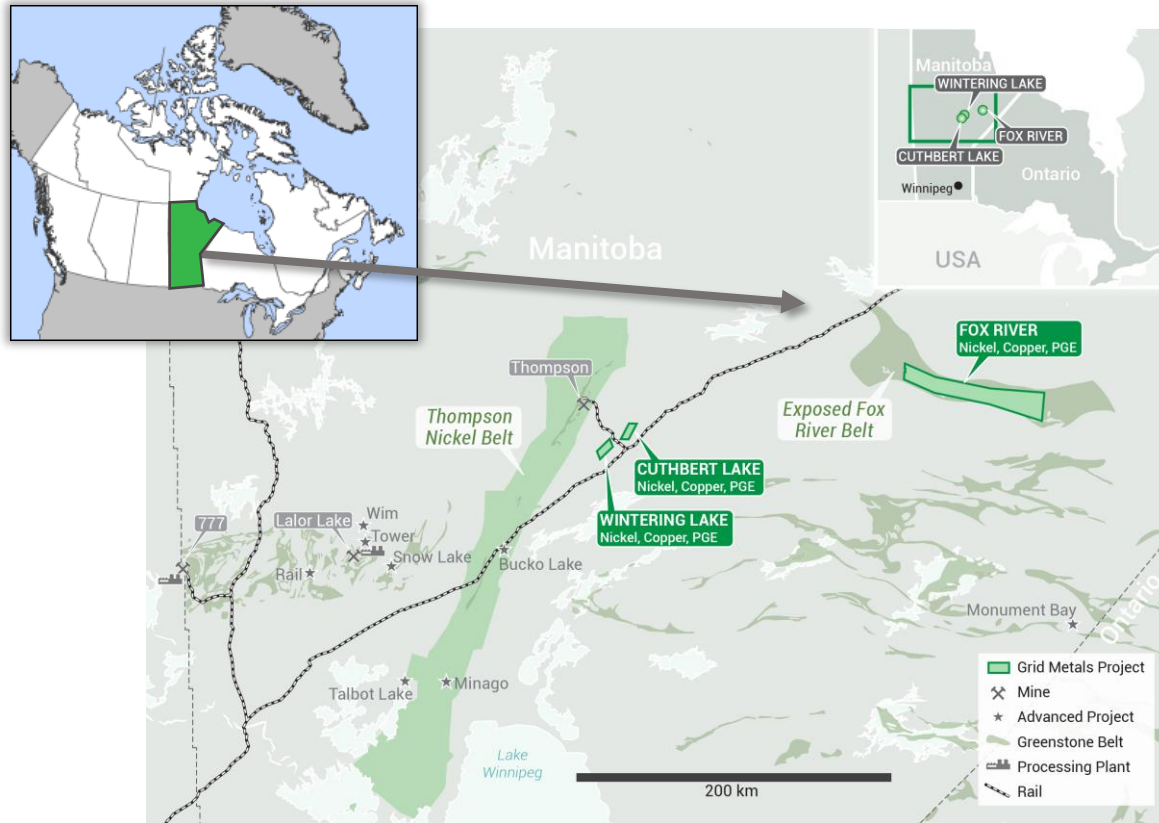 Manitoba
WINTERING LAKE
FOX RIVER
CUTHBERT LAKE
Ontario
Winnipeg
USA
Manitoba
FOX RIVER
Nickel, Copper, PGE
Thompson
Thompson
Nickel Belt
Exposed Fox
River Belt
CUTHBERT LAKE
Nickel, Copper, PGE
WINTERING LAKE
Nickel, Copper, PGE
777
Lalor Lake
Wim
Tower
Snow Lake
Rail
Bucko Lake
Monument Bay
Ontario
Talbot Lake
Minago
Lake
Winnipeg
200 km
Grid Metals Project
Mine
Advanced Project
Greenstone Belt
Processing Plant
Rail